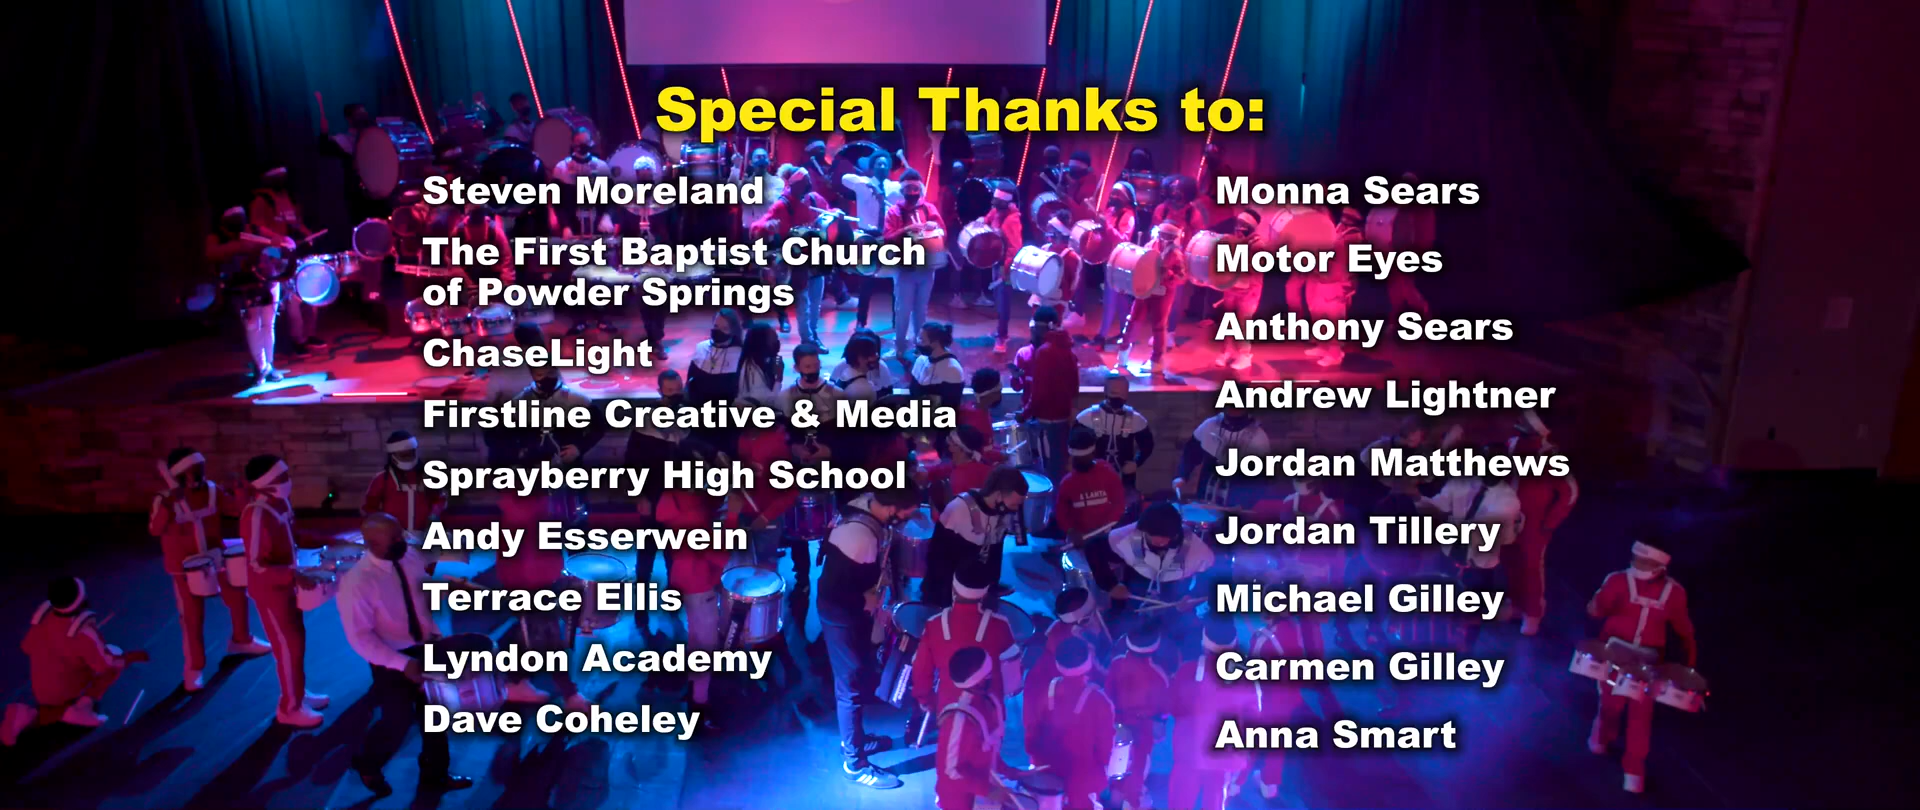 Special Thanks to:
Steven Moreland
The First Baptist Church
of Powder Springs
ChaseLight
Firstline Creative & Media
Sprayberry High School
Andy Esserwein
Terrace Ellis
Lyndon Academy
Dave Coheley
Monna Sears
Motor Eyes
Anthony Sears
Andrew Lightner
Jordan Matthews
Jordan Tillery
Michael Gilley
Carmen Gilley
Anna Smart